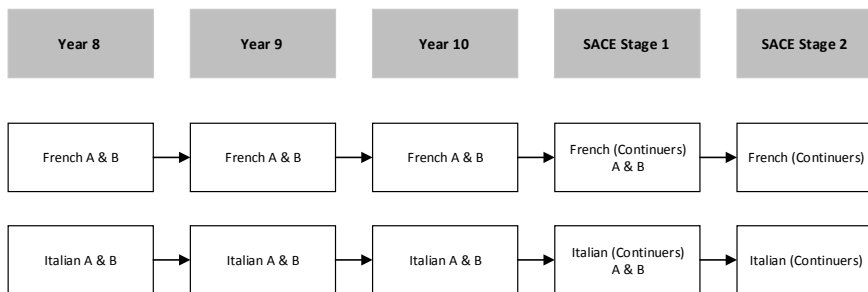 Year 8
Year 9
Year 10
SACE Stage 1
SACE Stage 2
French A & B
French A & B
French A & B
French (Continuers)
A & B
French (Continuers)
Italian A & B
Italian A & B
Italian A & B
Italian (Continuers)
A & B
Italian (Continuers)